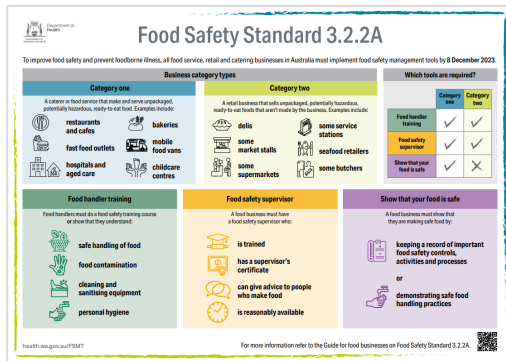 Department of
Health
Food Safety Standard 3.2.2A
To improve food safety and prevent foodborne illness, all food service, retail and catering businesses in Australia must implement food safety management tools by 8 December 2023.
Business category types
Category one
A caterer or food service that make and serve unpackaged,
potentially hazardous, ready-to-eat food. Examples include:
restaurants
and cafes
bakeries
fast food outlets
mobile
food vans
hospitals and
aged care
childcare
centres
Category two
A retail business that sells unpackaged, potentially hazardous,
ready-to-eat foods that aren't made by the business. Examples include:
delis
some service
stations
some
market stalls
seafood retailers
some
supermarkets
some butchers
Which tools are required?
Category
one
Category
two
Food handler
training
Food safety
supervisor
Show that your
food is safe
Food handler training
Food handlers must do a food safety training course
or show that they understand:
safe handling of food
food contamination
cleaning and
sanitising equipment
personal hygiene
Food safety supervisor
A food business must have
a food safety supervisor who:
is trained
has a supervisor's
certificate
can give advice to people
who make food
is reasonably available
Show that your food is safe
A food business must show that
they are making safe food by:
keeping a record of important
food safety controls,
activities and processes
or
demonstrating safe food
handling practices
health.wa.gov.au/FSMT
For more information refer to the Guide for food businesses on Food Safety Standard 3.2.2A.